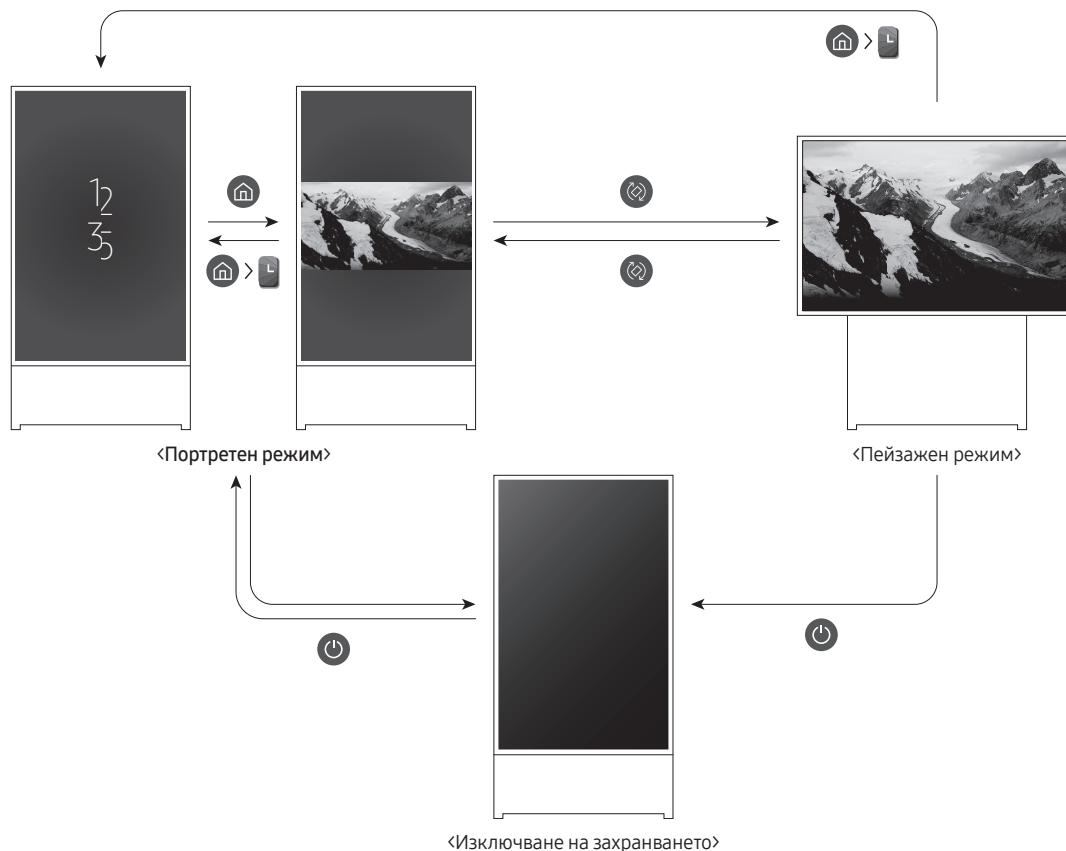 12
35
<Портретен режим>
<Пейзажен режим>
<Изключване на захранването>